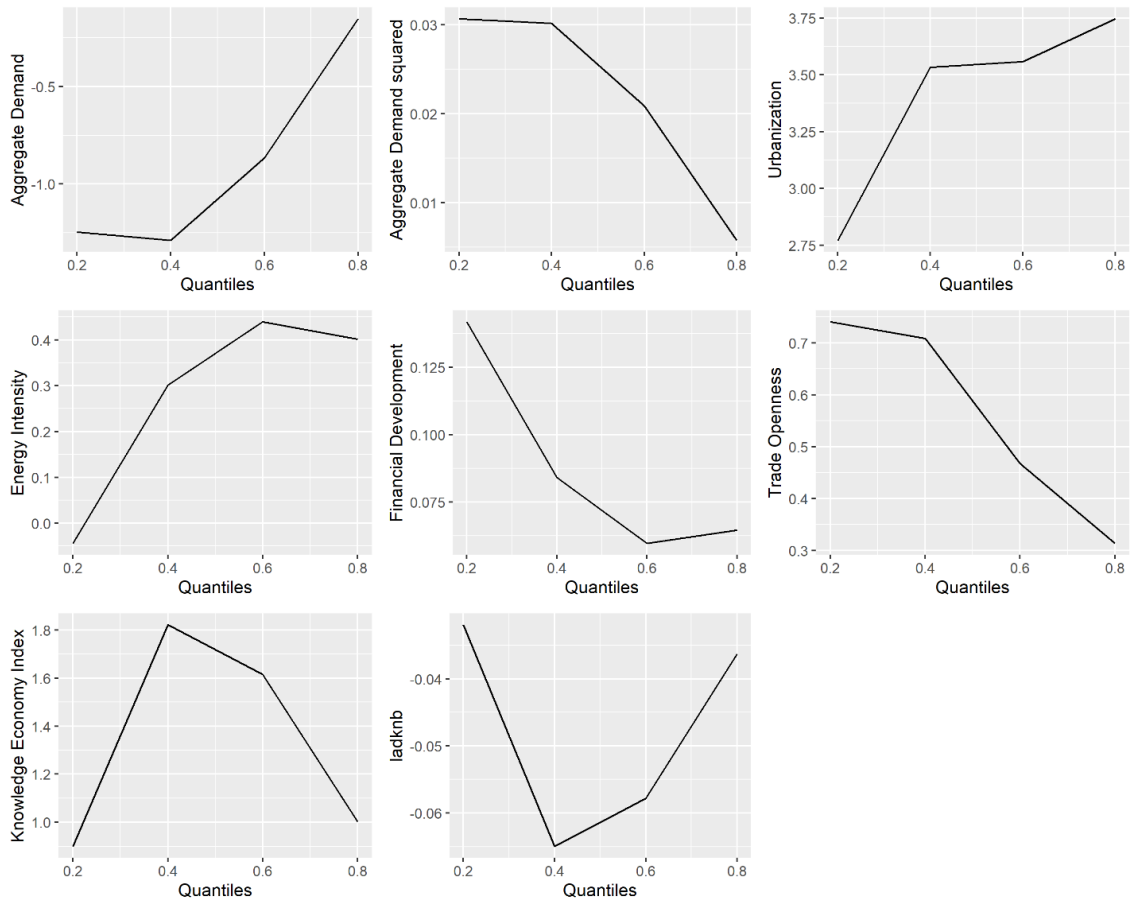 Aggregate Demand
-0.5
-1.0
0.2 0.4 0.6 0.8
Quantiles
Aggregate Demand squared
0.03
0.02
0.01
0.2 0.4 0.6 0.8
Quantiles
Urbanization
3.75
3.50
3.25
3.00
2.75
0.2 0.4 0.6 0.8
Quantiles
Energy Intensity
0.4
0.3
0.2
0.1
0.0
0.2 0.4 0.6 0.8
Quantiles
Financial Development
0.125
0.100
0.075
0.2 0.4 0.6 0.8
Quantiles
Trade Openness
0.7
0.6
0.5
0.4
0.3
0.2 0.4 0.6 0.8
Quantiles
Knowledge Economy Index
1.8
1.6
1.4
1.2
1.0
0.2 0.4 0.6 0.8
Quantiles
ladknb
-0.04
-0.05
-0.06
0.2 0.4 0.6 0.8
Quantiles